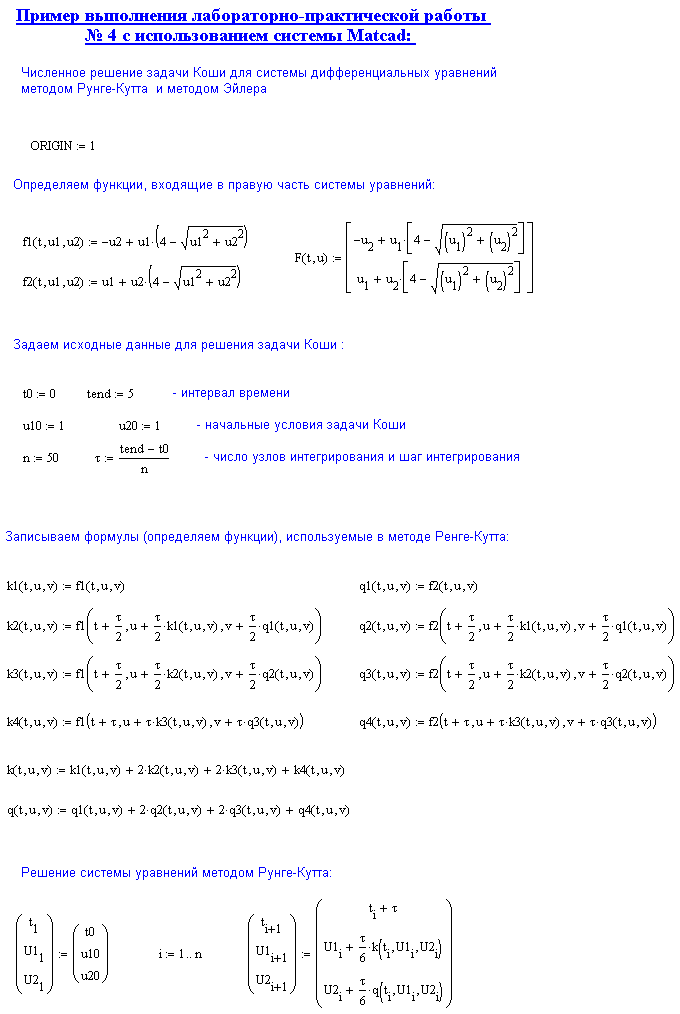 Пример выполнения лабораторно-практической работы
№ 4 с использованием системы Matcad:
Численное решение задачи Коши для системы дифференциальных уравнений
методом Рунге-Кутта и методом Эйлера
ORIGIN := 1
Определяем функции, входящие в правую часть системы уравнений:
f1(t,u1,u2) := −u2 + u1·(4 − √(u1² + u2²))
f2(t,u1,u2) := u1 + u2·(4 − √(u1² + u2²))
F(t,u) := [ −u₂ + u₁·[4 − √((u₁)² + (u₂)²)]
u₁ + u₂·[4 − √((u₁)² + (u₂)²)] ]
Задаем исходные данные для решения задачи Коши :
t0 := 0 tend := 5 - интервал времени
u10 := 1 u20 := 1 - начальные условия задачи Коши
n := 50 τ := (tend − t0)/n - число узлов интегрирования и шаг интегрирования
Записываем формулы (определяем функции), используемые в методе Ренге-Кутта:
k1(t,u,v) := f1(t,u,v) q1(t,u,v) := f2(t,u,v)
k2(t,u,v) := f1(t + τ/2, u + τ/2·k1(t,u,v), v + τ/2·q1(t,u,v)) q2(t,u,v) := f2(t + τ/2, u + τ/2·k1(t,u,v), v + τ/2·q1(t,u,v))
k3(t,u,v) := f1(t + τ/2, u + τ/2·k2(t,u,v), v + τ/2·q2(t,u,v)) q3(t,u,v) := f2(t + τ/2, u + τ/2·k2(t,u,v), v + τ/2·q2(t,u,v))
k4(t,u,v) := f1(t + τ, u + τ·k3(t,u,v), v + τ·q3(t,u,v)) q4(t,u,v) := f2(t + τ, u + τ·k3(t,u,v), v + τ·q3(t,u,v))
k(t,u,v) := k1(t,u,v) + 2·k2(t,u,v) + 2·k3(t,u,v) + k4(t,u,v)
q(t,u,v) := q1(t,u,v) + 2·q2(t,u,v) + 2·q3(t,u,v) + q4(t,u,v)
Решение системы уравнений методом Рунге-Кутта:
(t₁ U1₁ U2₁) := (t0 u10 u20) i := 1 .. n (tᵢ₊₁ U1ᵢ₊₁ U2ᵢ₊₁) := (tᵢ + τ
U1ᵢ + τ/6·k(tᵢ, U1ᵢ, U2ᵢ)
U2ᵢ + τ/6·q(tᵢ, U1ᵢ, U2ᵢ))